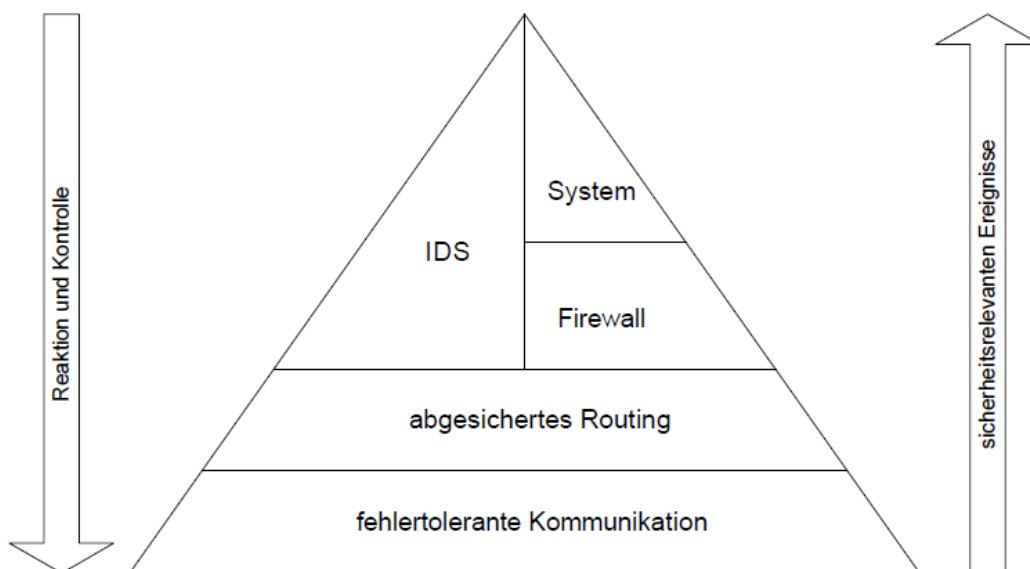 Reaktion und Kontrolle
System
IDS
Firewall
abgesichertes Routing
fehlertolerante Kommunikation
sicherheitsrelevanten Ereignisse